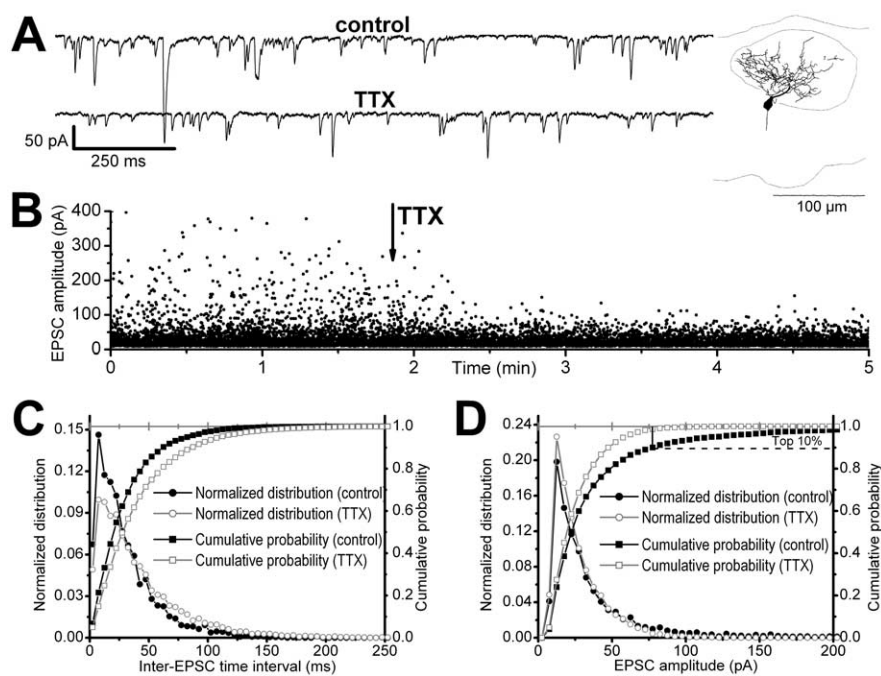 A
control
TTX
50 pA
250 ms
100 µm
B
TTX
EPSC amplitude (pA)
400
300
200
100
0
0 1 2 3 4 5
Time (min)
C
Normalized distribution
0.15
0.12
0.09
0.06
0.03
0.00
Normalized distribution (control)
Normalized distribution (TTX)
Cumulative probability (control)
Cumulative probability (TTX)
1.0
0.8
0.6
0.4
0.2
0.0
Cumulative probability
0 50 100 150 200 250
Inter-EPSC time interval (ms)
D
Normalized distribution
0.24
0.20
0.16
0.12
0.08
0.04
0.00
Top 10%
Normalized distribution (control)
Normalized distribution (TTX)
Cumulative probability (control)
Cumulative probability (TTX)
1.0
0.8
0.6
0.4
0.2
0.0
Cumulative probability
0 50 100 150 200
EPSC amplitude (pA)